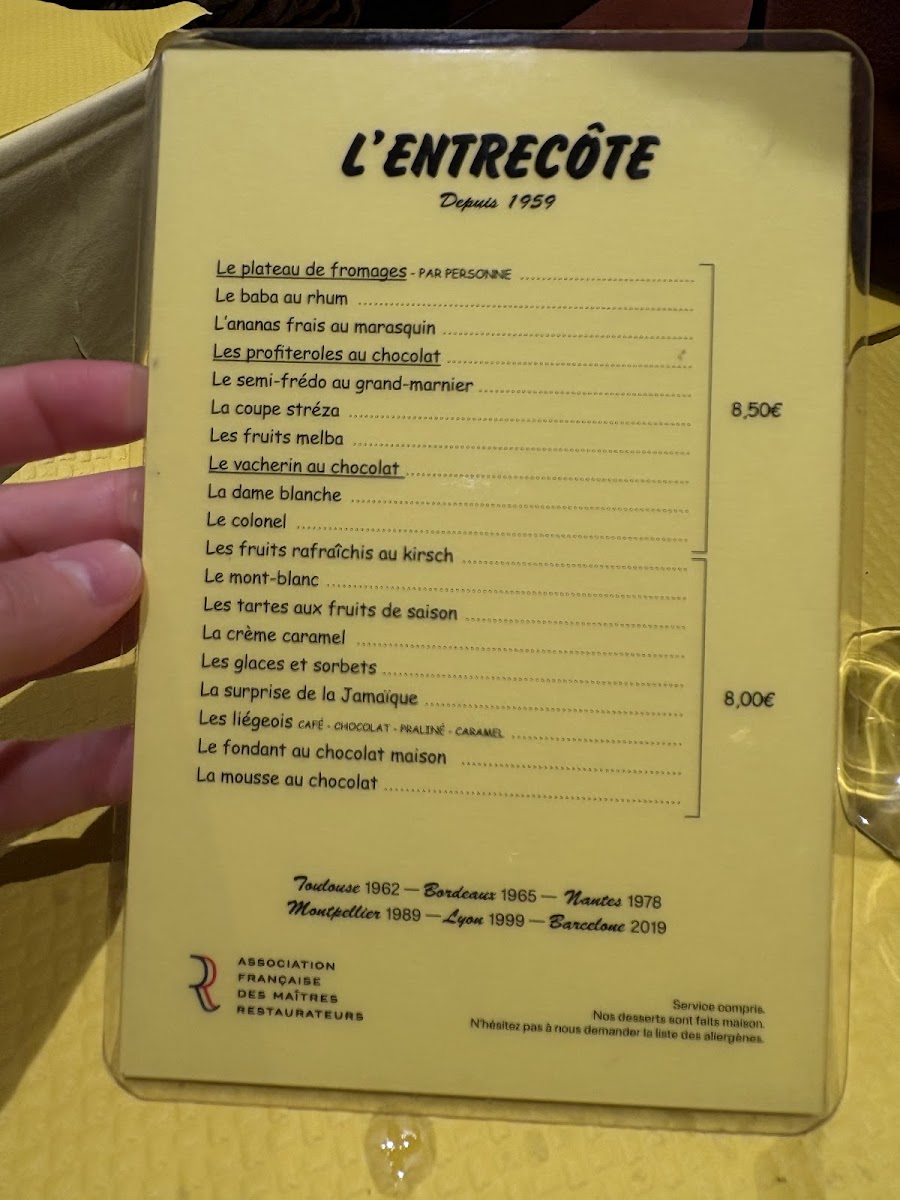 L'ENTRECÔTE
Depuis 1959
Le plateau de fromages - PAR PERSONNE
Le baba au rhum
L'ananas frais au marasquin
Les profiteroles au chocolat
Le semi-frédo au grand-marnier
La coupe stréza
8,50€
Les fruits melba
Le vacherin au chocolat
La dame blanche
Le colonel
Les fruits rafraîchis au kirsch
Le mont-blanc
Les tartes aux fruits de saison
La crème caramel
Les glaces et sorbets
La surprise de la Jamaïque
8,00€
Les liégeois CAFÉ - CHOCOLAT - PRALINÉ - CARAMEL
Le fondant au chocolat maison
La mousse au chocolat
Toulouse 1962 — Bordeaux 1965 — Nantes 1978
Montpellier 1989 — Lyon 1999 — Barcelone 2019
ASSOCIATION
FRANÇAISE
DES MAÎTRES
RESTAURATEURS
Service compris.
Nos desserts sont faits maison.
N'hésitez pas à nous demander la liste des allergènes.